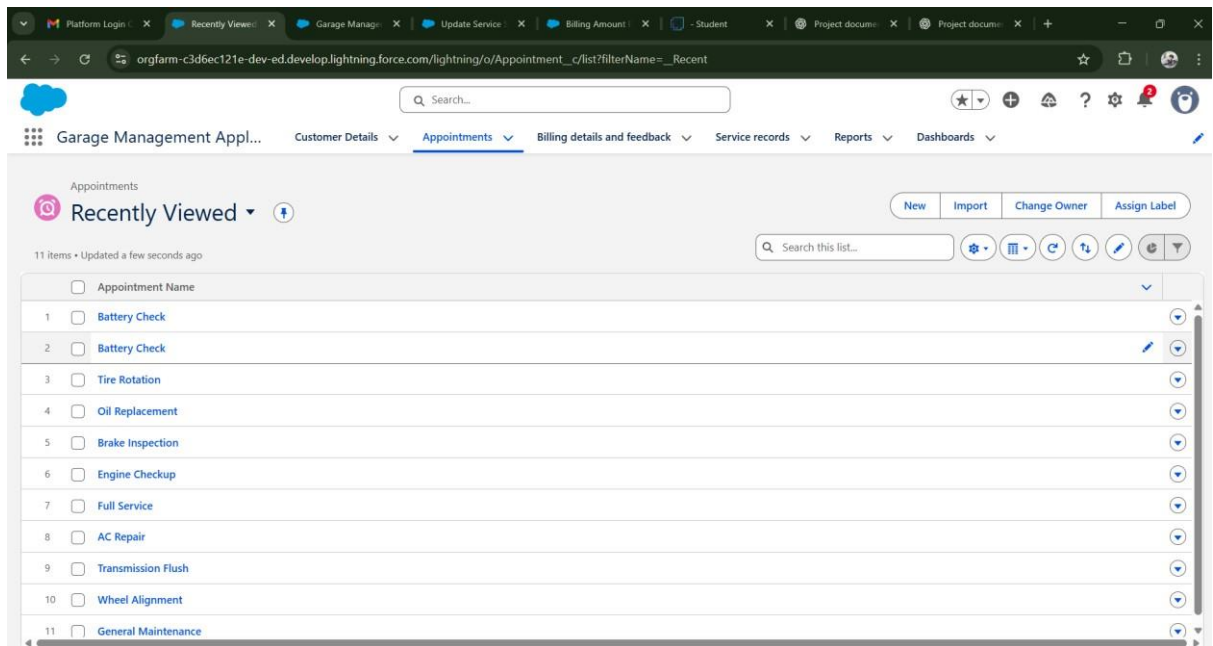 Platform Login C
Recently Viewed
Garage Manage
Update Service
Billing Amount
- Student
Project docume
Project docume
orgfarm-c3d6ec121e-dev-ed.develop.lightning.force.com/lightning/o/Appointment__c/list?filterName=__Recent
Search...
2
Garage Management Appl... Customer Details Appointments Billing details and feedback Service records Reports Dashboards
Appointments
Recently Viewed
New Import Change Owner Assign Label
11 items • Updated a few seconds ago
Search this list...
Appointment Name
1 Battery Check
2 Battery Check
3 Tire Rotation
4 Oil Replacement
5 Brake Inspection
6 Engine Checkup
7 Full Service
8 AC Repair
9 Transmission Flush
10 Wheel Alignment
11 General Maintenance